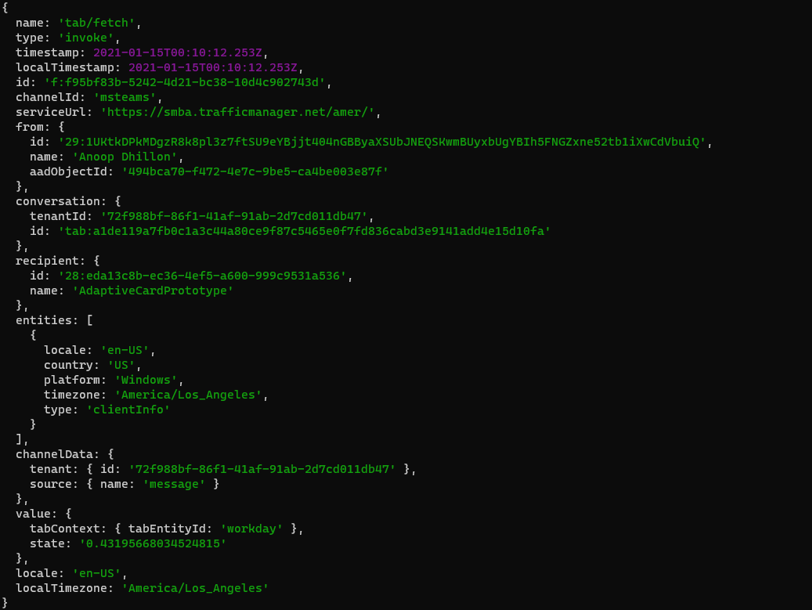 {
  name: 'tab/fetch',
  type: 'invoke',
  timestamp: 2021-01-15T00:10:12.253Z,
  localTimestamp: 2021-01-15T00:10:12.253Z,
  id: 'f:f95bf83b-5242-4d21-bc38-10d4c902743d',
  channelId: 'msteams',
  serviceUrl: 'https://smba.trafficmanager.net/amer/',
  from: {
    id: '29:1UKtkDPkMDgzR8k8pl3z7ftSU9eYBjjt404nGBByaXSUbJNEQSKwmBUyxbUgYBIh5FNGZxne52tb1iXwCdVbuiQ',
    name: 'Anoop Dhillon',
    aadObjectId: '494bca70-f472-4e7c-9be5-ca4be003e87f'
  },
  conversation: {
    tenantId: '72f988bf-86f1-41af-91ab-2d7cd011db47',
    id: 'tab:a1de119a7fb0c1a3c44a80ce9f87c5465e0f7fd836cabd3e9141add4e15d10fa'
  },
  recipient: {
    id: '28:eda13c8b-ec36-4ef5-a600-999c9531a536',
    name: 'AdaptiveCardPrototype'
  },
  entities: [
    {
      locale: 'en-US',
      country: 'US',
      platform: 'Windows',
      timezone: 'America/Los_Angeles',
      type: 'clientInfo'
    }
  ],
  channelData: {
    tenant: { id: '72f988bf-86f1-41af-91ab-2d7cd011db47' },
    source: { name: 'message' }
  },
  value: {
    tabContext: { tabEntityId: 'workday' },
    state: '0.43195668034524815'
  },
  locale: 'en-US',
  localTimezone: 'America/Los_Angeles'
}